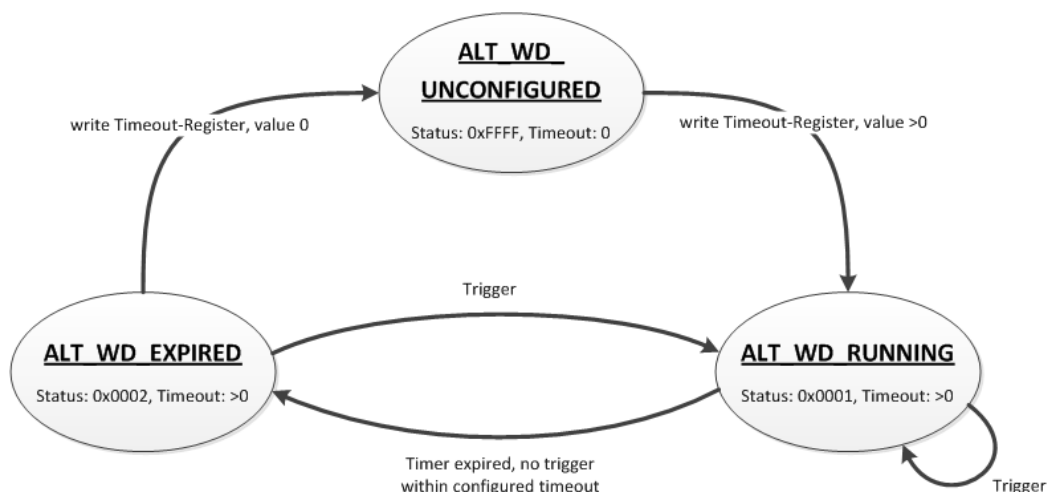 ALT_WD_
UNCONFIGURED
Status: 0xFFFF, Timeout: 0
write Timeout-Register, value 0
write Timeout-Register, value >0
Trigger
ALT_WD_EXPIRED
Status: 0x0002, Timeout: >0
ALT_WD_RUNNING
Status: 0x0001, Timeout: >0
Timer expired, no trigger
within configured timeout
Trigger